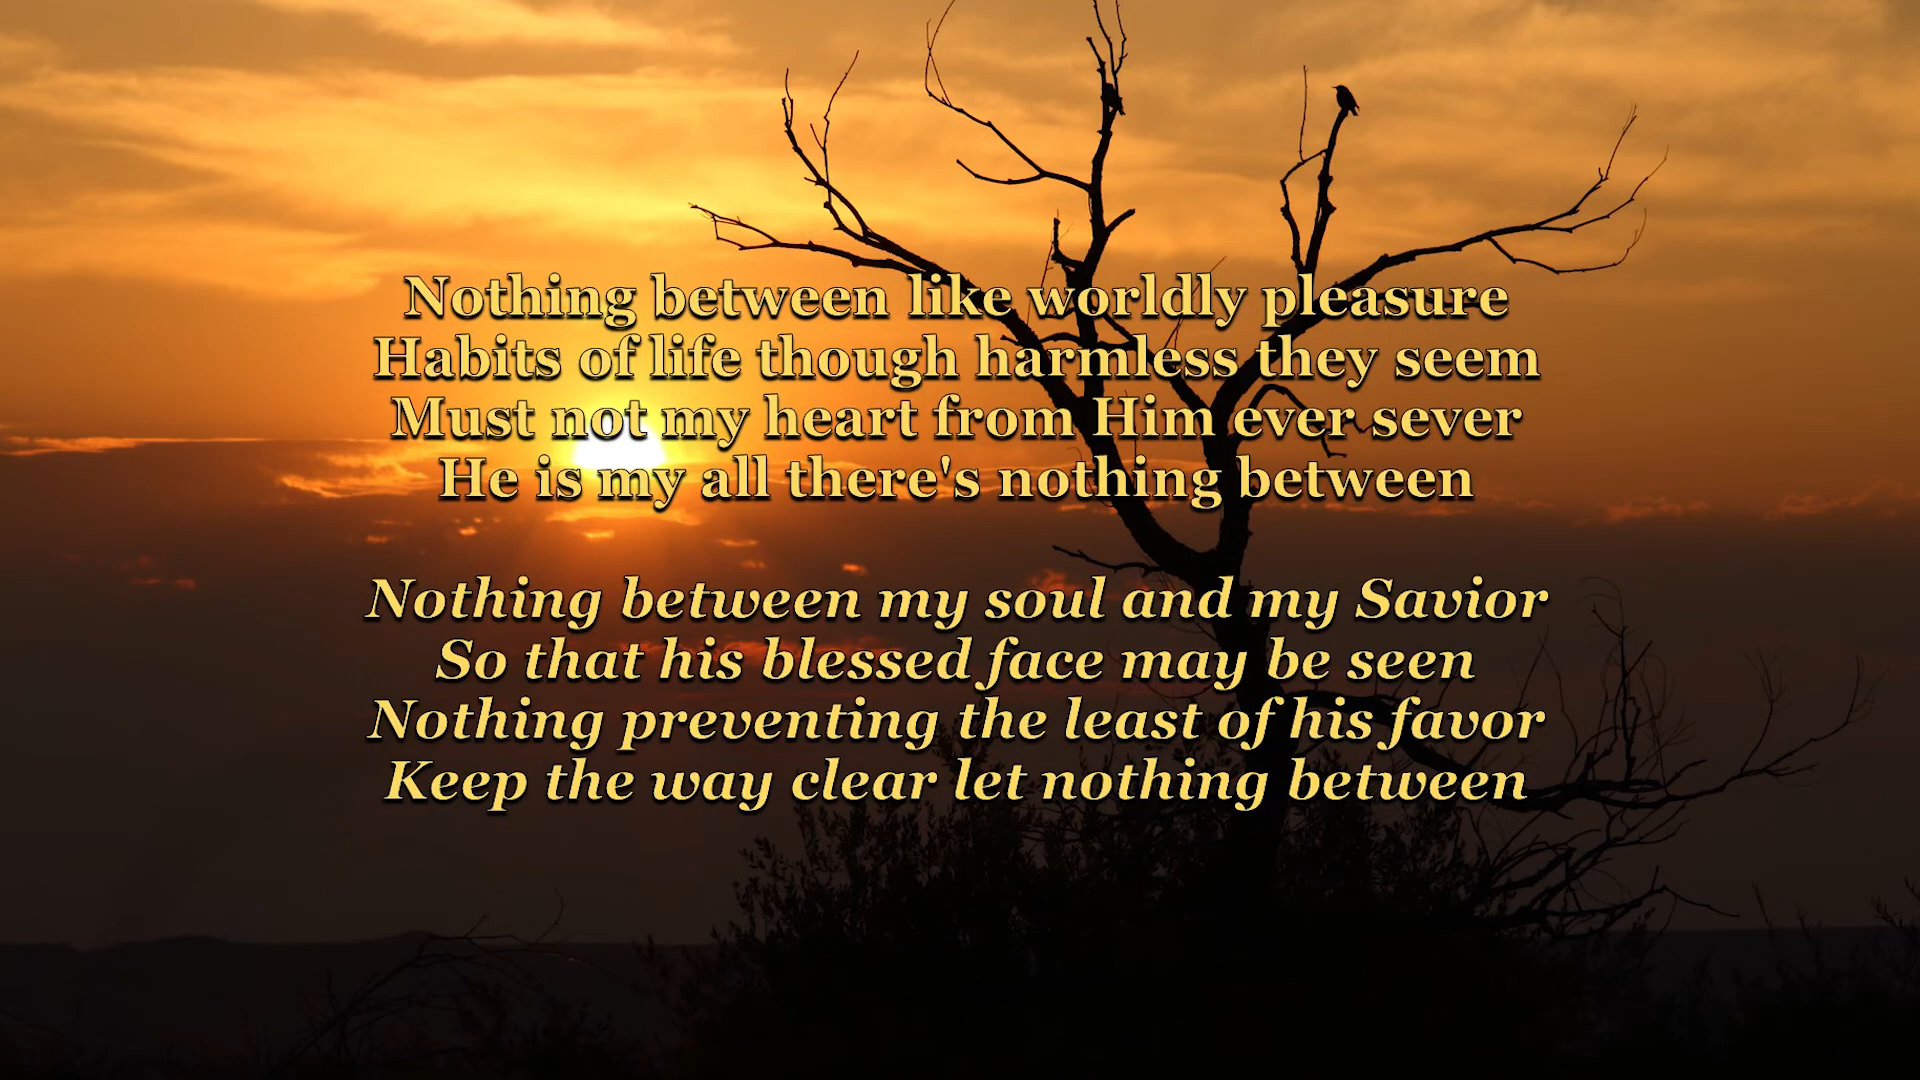 Nothing between like worldly pleasure
Habits of life though harmless they seem
Must not my heart from Him ever sever
He is my all there's nothing between
Nothing between my soul and my Savior
So that his blessed face may be seen
Nothing preventing the least of his favor
Keep the way clear let nothing between